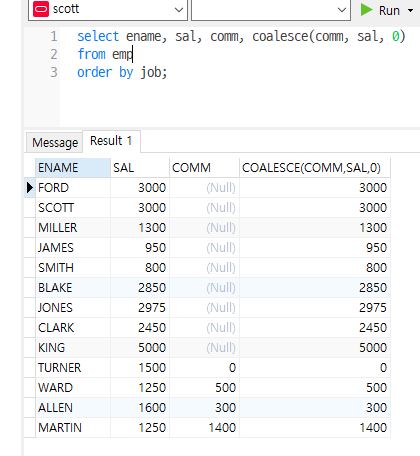 scott
Run
1 select ename, sal, comm, coalesce(comm, sal, 0)
2 from emp
3 order by job;
Message Result 1
ENAME SAL COMM COALESCE(COMM,SAL,0)
FORD 3000 (Null) 3000
SCOTT 3000 (Null) 3000
MILLER 1300 (Null) 1300
JAMES 950 (Null) 950
SMITH 800 (Null) 800
BLAKE 2850 (Null) 2850
JONES 2975 (Null) 2975
CLARK 2450 (Null) 2450
KING 5000 (Null) 5000
TURNER 1500 0 0
WARD 1250 500 500
ALLEN 1600 300 300
MARTIN 1250 1400 1400